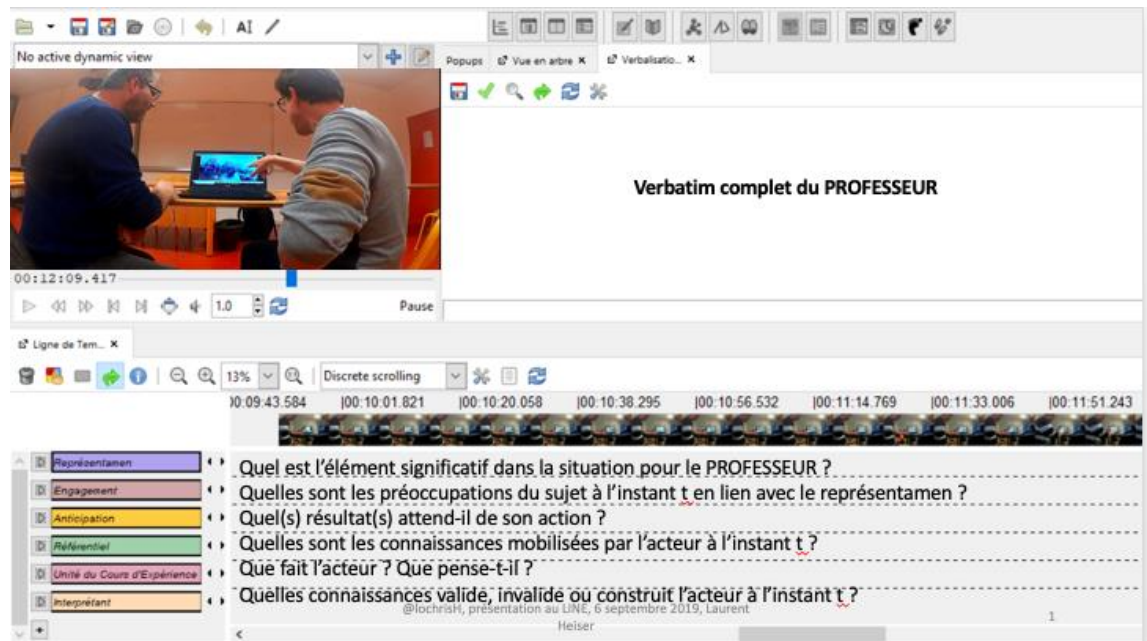 AI
No active dynamic view
Popups Vue en arbre x Verbalisatio... x
Verbatim complet du PROFESSEUR
00:12:09.417
1.0 Pause
Ligne de Tem... x
13% Discrete scrolling
00:09:43.584 |00:10:01.821 |00:10:20.058 |00:10:38.295 |00:10:56.532 |00:11:14.769 |00:11:33.006 |00:11:51.243
D Représentamen Quel est l’élément significatif dans la situation pour le PROFESSEUR ?
D Engagement Quelles sont les préoccupations du sujet à l’instant t en lien avec le représentamen ?
D Anticipation Quel(s) résultat(s) attend-il de son action ?
D Référentiel Quelles sont les connaissances mobilisées par l’acteur à l’instant t ?
D Unité du Cours d'Expérience Que fait l’acteur ? Que pense-t-il ?
D Interprétant Quelles connaissances valide, invalide ou construit l’acteur à l’instant t ?
@lochrisH, présentation au LINE, 6 septembre 2019, Laurent
Heiser
1